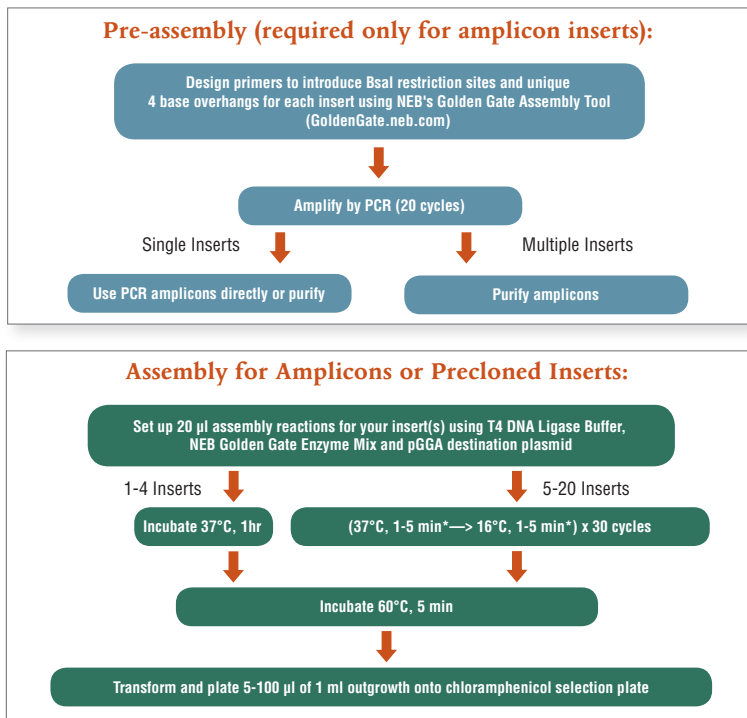 Pre-assembly (required only for amplicon inserts):
Design primers to introduce BsaI restriction sites and unique
4 base overhangs for each insert using NEB's Golden Gate Assembly Tool
(GoldenGate.neb.com)
Amplify by PCR (20 cycles)
Single Inserts
Multiple Inserts
Use PCR amplicons directly or purify
Purify amplicons
Assembly for Amplicons or Precloned Inserts:
Set up 20 µl assembly reactions for your insert(s) using T4 DNA Ligase Buffer,
NEB Golden Gate Enzyme Mix and pGGA destination plasmid
1-4 Inserts
5-20 Inserts
Incubate 37°C, 1hr
(37°C, 1-5 min*—> 16°C, 1-5 min*) x 30 cycles
Incubate 60°C, 5 min
Transform and plate 5-100 µl of 1 ml outgrowth onto chloramphenicol selection plate